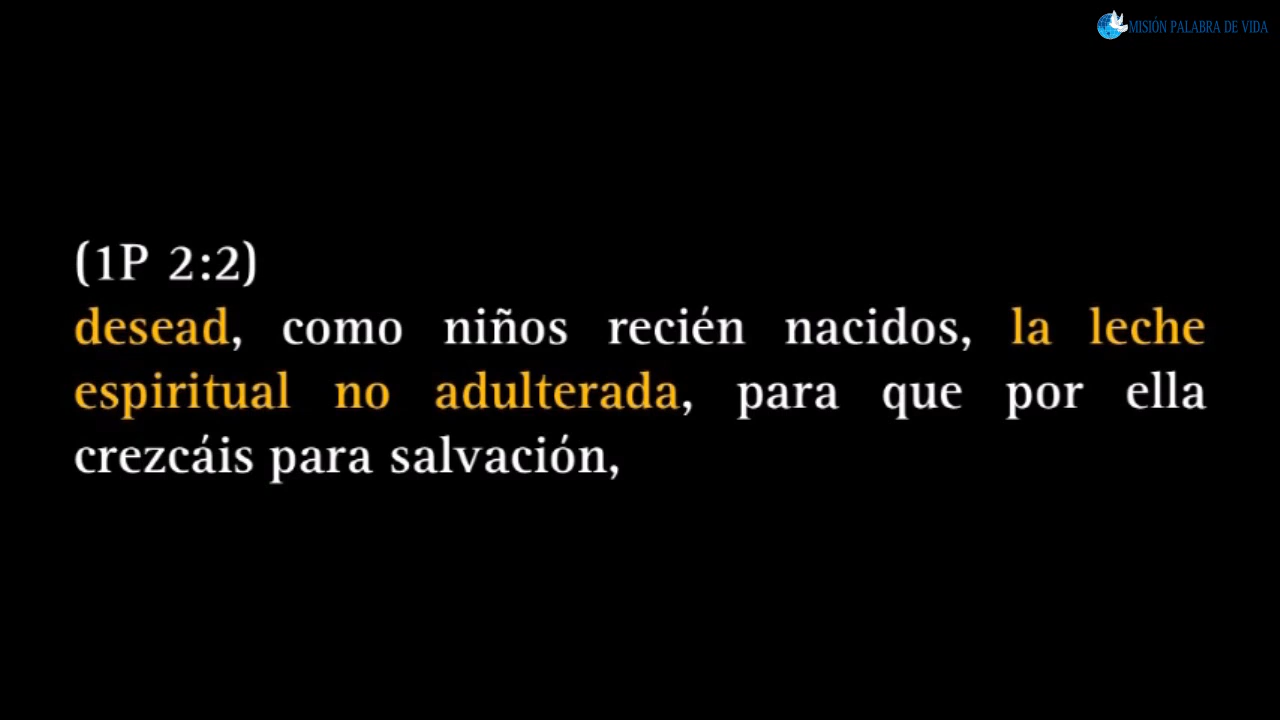 MISIÓN PALABRA DE VIDA
(1P 2:2)
desead, como niños recién nacidos, la leche
espiritual no adulterada, para que por ella
crezcáis para salvación,